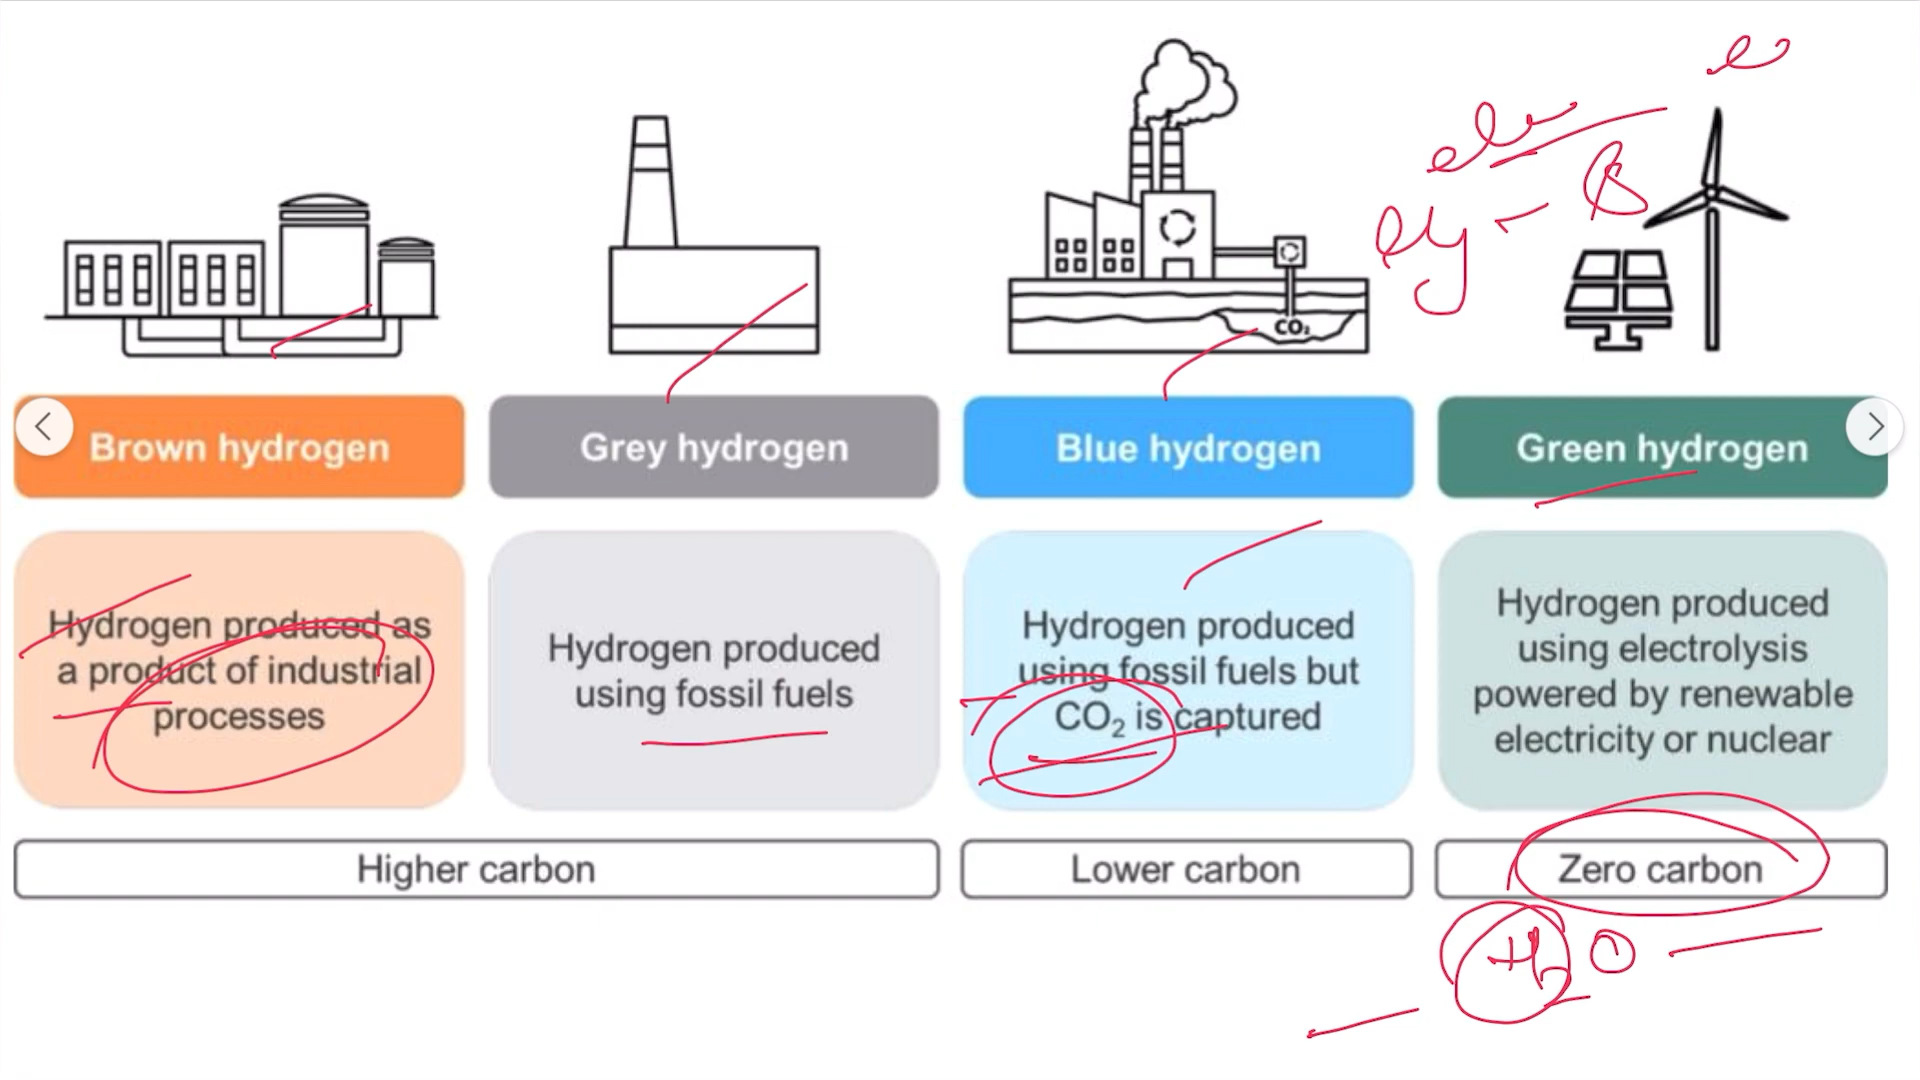 CO₂
Brown hydrogen
Grey hydrogen
Blue hydrogen
Green hydrogen
Hydrogen produced as
a product of industrial
processes
Hydrogen produced
using fossil fuels
Hydrogen produced
using fossil fuels but
CO₂ is captured
Hydrogen produced
using electrolysis
powered by renewable
electricity or nuclear
Higher carbon
Lower carbon
Zero carbon
H₂O